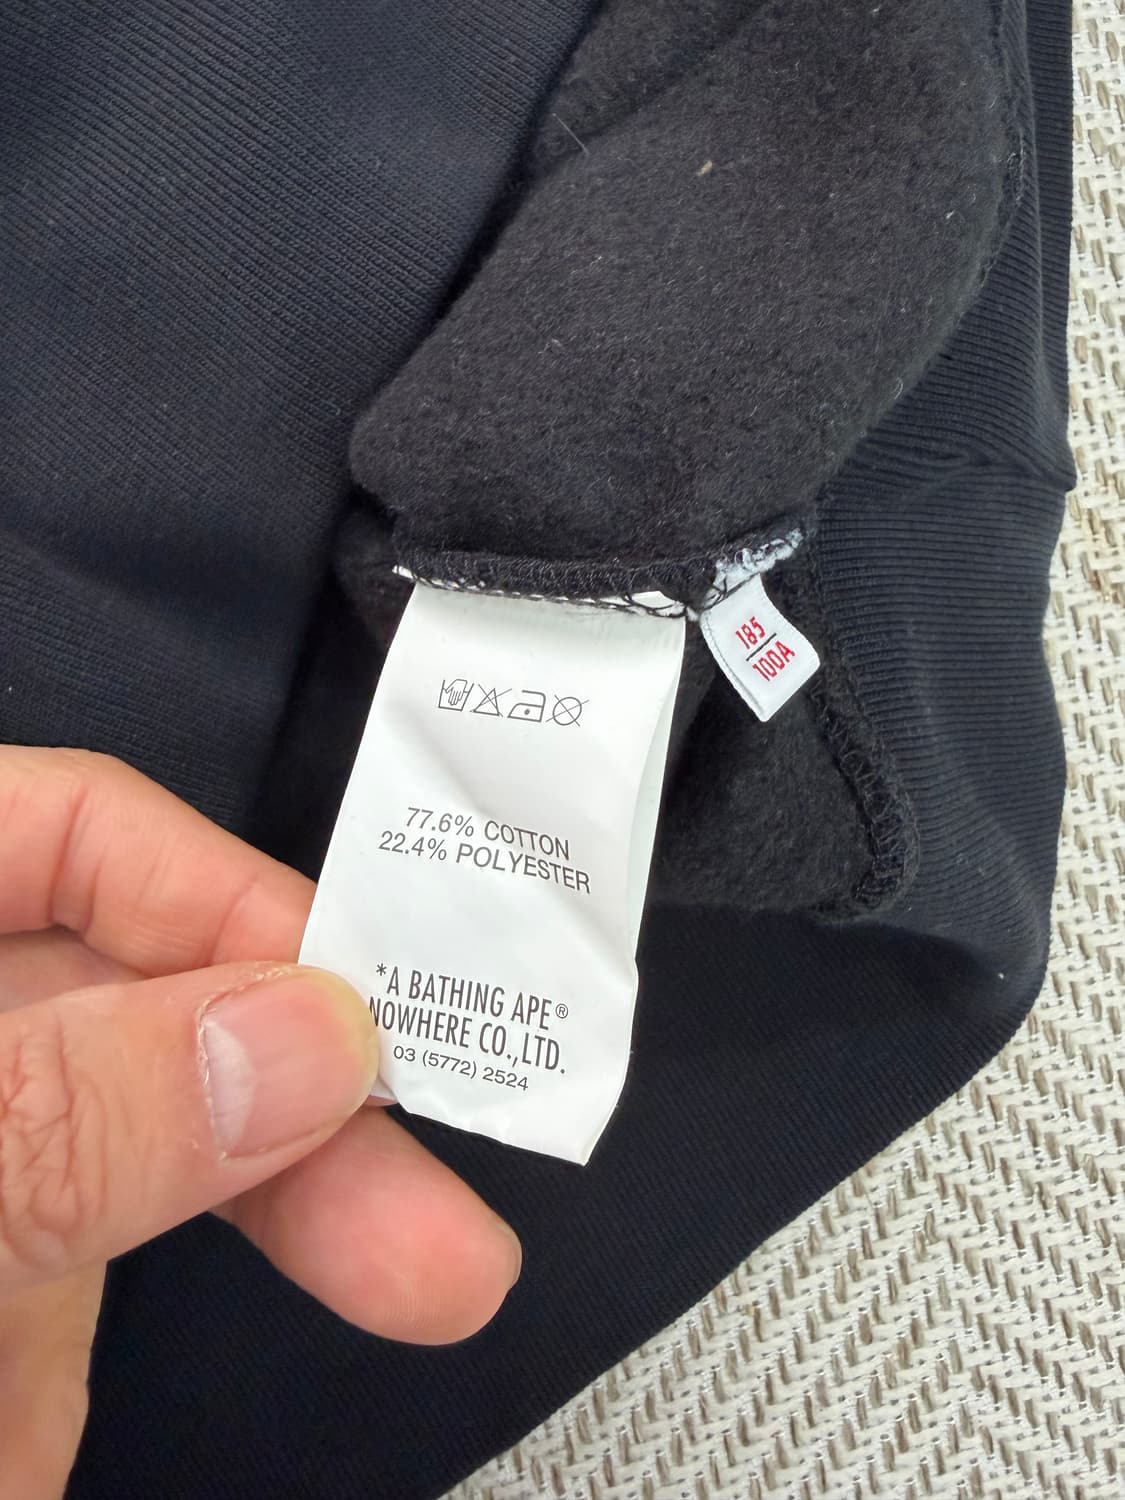 185
100A
77.6% COTTON
22.4% POLYESTER
*A BATHING APE®
NOWHERE CO.,LTD.
03 (5772) 2524